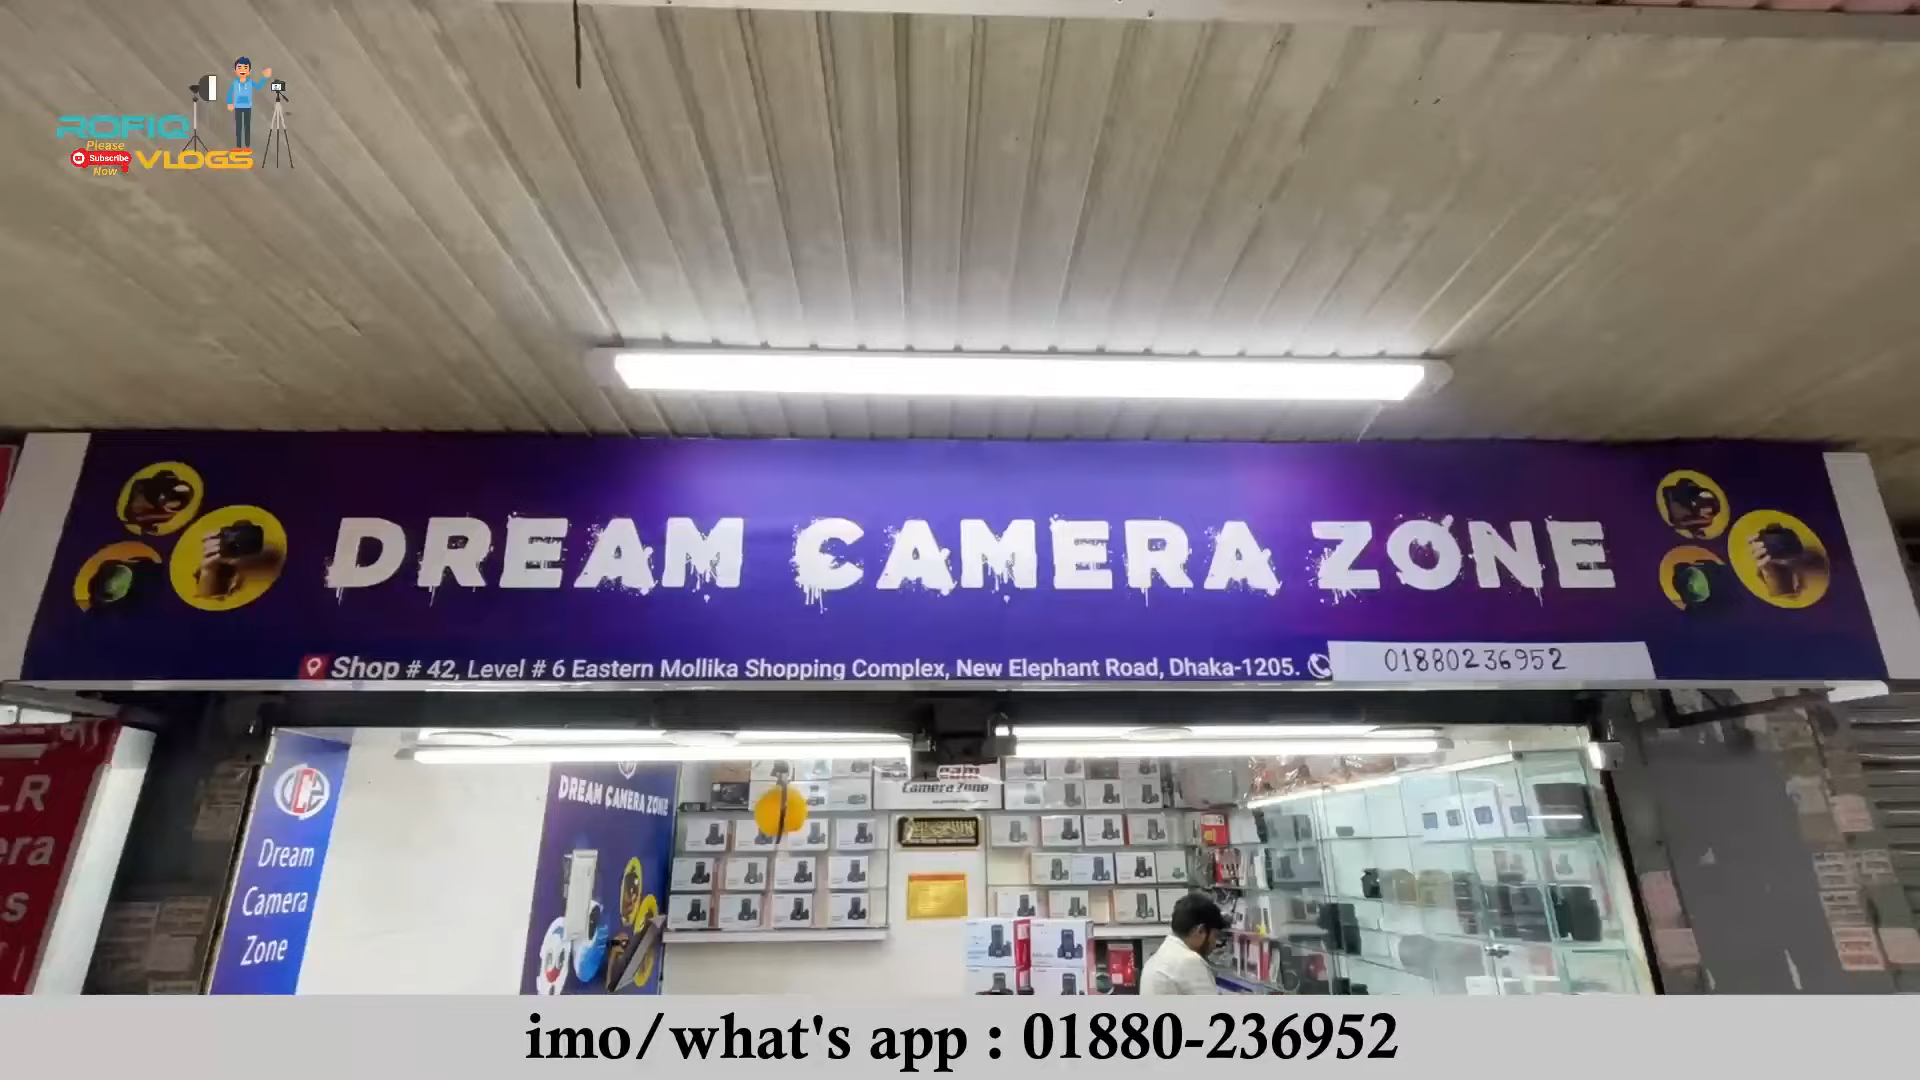 ROFIQ
Please
Subscribe
Now
VLOGS
DREAM CAMERA ZONE
Shop # 42, Level # 6 Eastern Mollika Shopping Complex, New Elephant Road, Dhaka-1205.
01880236952
DREAM CAMERA ZONE
Camera Zone
Dream
Camera
Zone
imo/what's app : 01880-236952